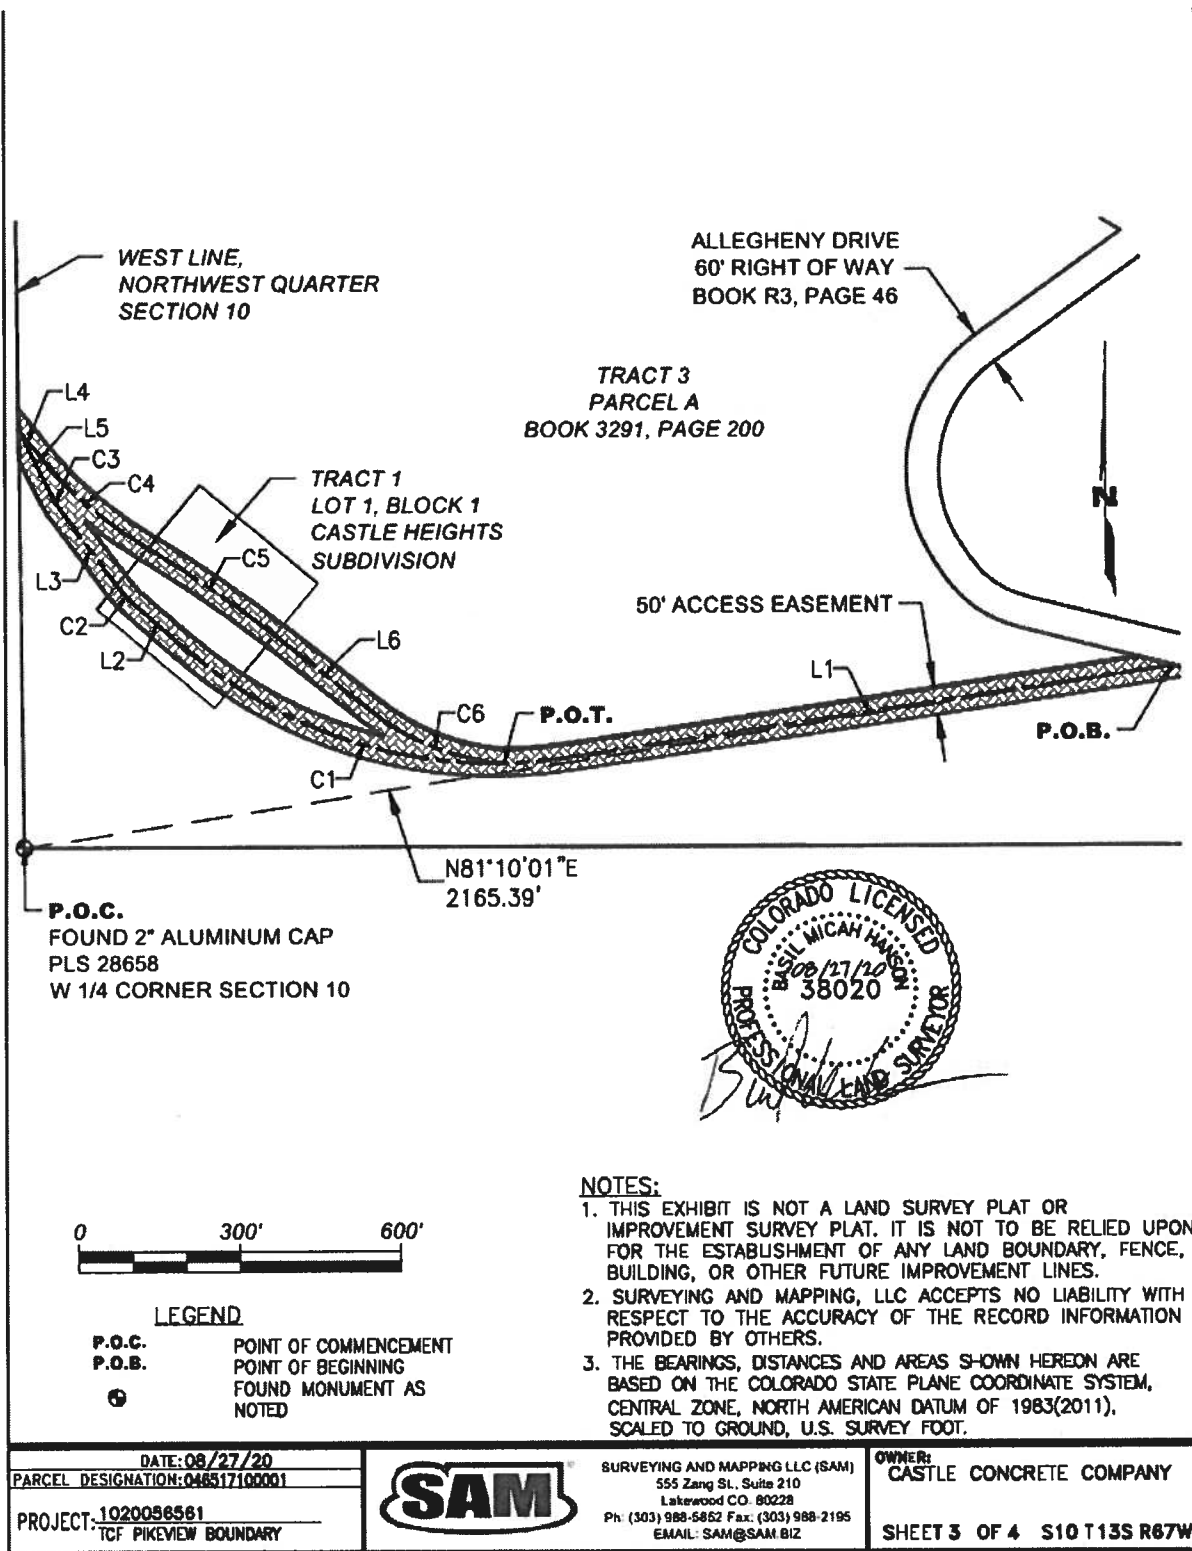 WEST LINE,
NORTHWEST QUARTER
SECTION 10
ALLEGHENY DRIVE
60' RIGHT OF WAY
BOOK R3, PAGE 46
TRACT 3
PARCEL A
BOOK 3291, PAGE 200
L4
L5
C3
C4
TRACT 1
LOT 1, BLOCK 1
CASTLE HEIGHTS
SUBDIVISION
C5
L3
C2
L2
L6
50' ACCESS EASEMENT
L1
C6
P.O.T.
P.O.B.
C1
N
N81°10'01"E
2165.39'
P.O.C.
FOUND 2" ALUMINUM CAP
PLS 28658
W 1/4 CORNER SECTION 10
COLORADO LICENSED
BASIL MICAH HANSON
08/27/20
38020
PROFESSIONAL LAND SURVEYOR
0 300' 600'
LEGEND
P.O.C. POINT OF COMMENCEMENT
P.O.B. POINT OF BEGINNING
FOUND MONUMENT AS
NOTED
NOTES:
1. THIS EXHIBIT IS NOT A LAND SURVEY PLAT OR
IMPROVEMENT SURVEY PLAT. IT IS NOT TO BE RELIED UPON
FOR THE ESTABLISHMENT OF ANY LAND BOUNDARY, FENCE,
BUILDING, OR OTHER FUTURE IMPROVEMENT LINES.
2. SURVEYING AND MAPPING, LLC ACCEPTS NO LIABILITY WITH
RESPECT TO THE ACCURACY OF THE RECORD INFORMATION
PROVIDED BY OTHERS.
3. THE BEARINGS, DISTANCES AND AREAS SHOWN HEREON ARE
BASED ON THE COLORADO STATE PLANE COORDINATE SYSTEM,
CENTRAL ZONE, NORTH AMERICAN DATUM OF 1983(2011),
SCALED TO GROUND, U.S. SURVEY FOOT.
DATE: 08/27/20
PARCEL DESIGNATION: 046517100001
PROJECT: 1020056561
TCF PIKEVIEW BOUNDARY
SAM
SURVEYING AND MAPPING LLC (SAM)
555 Zang St., Suite 210
Lakewood CO. 80228
Ph: (303) 988-5852 Fax: (303) 988-2195
EMAIL: SAM@SAM.BIZ
OWNER:
CASTLE CONCRETE COMPANY
SHEET 3 OF 4 S10 T13S R67W